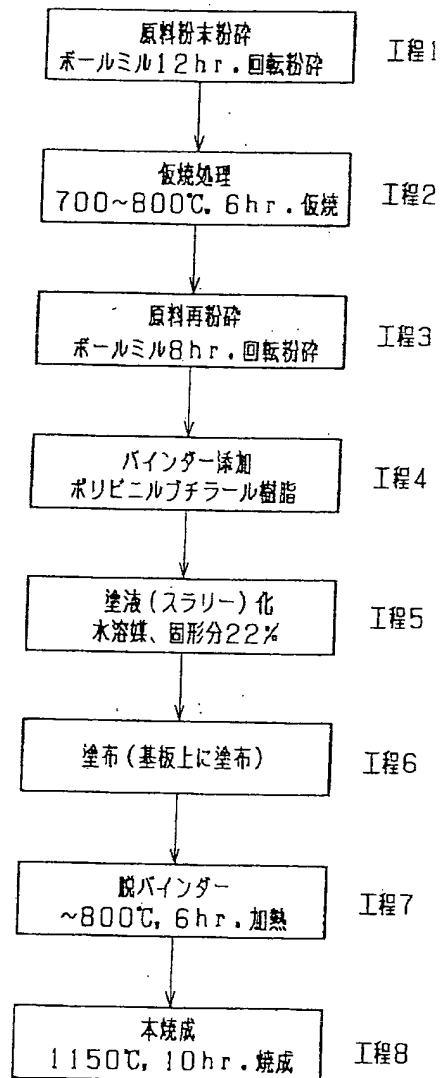 原料粉末粉砕
ボールミル12hr.回転粉砕
工程1
仮焼処理
700~800℃, 6hr.仮焼
工程2
原料再粉砕
ボールミル8hr.回転粉砕
工程3
バインダー添加
ポリビニルブチラール樹脂
工程4
塗液(スラリー)化
水溶媒、固形分22%
工程5
塗布(基板上に塗布)
工程6
脱バインダー
~800℃, 6hr.加熱
工程7
本焼成
1150℃, 10hr.焼成
工程8